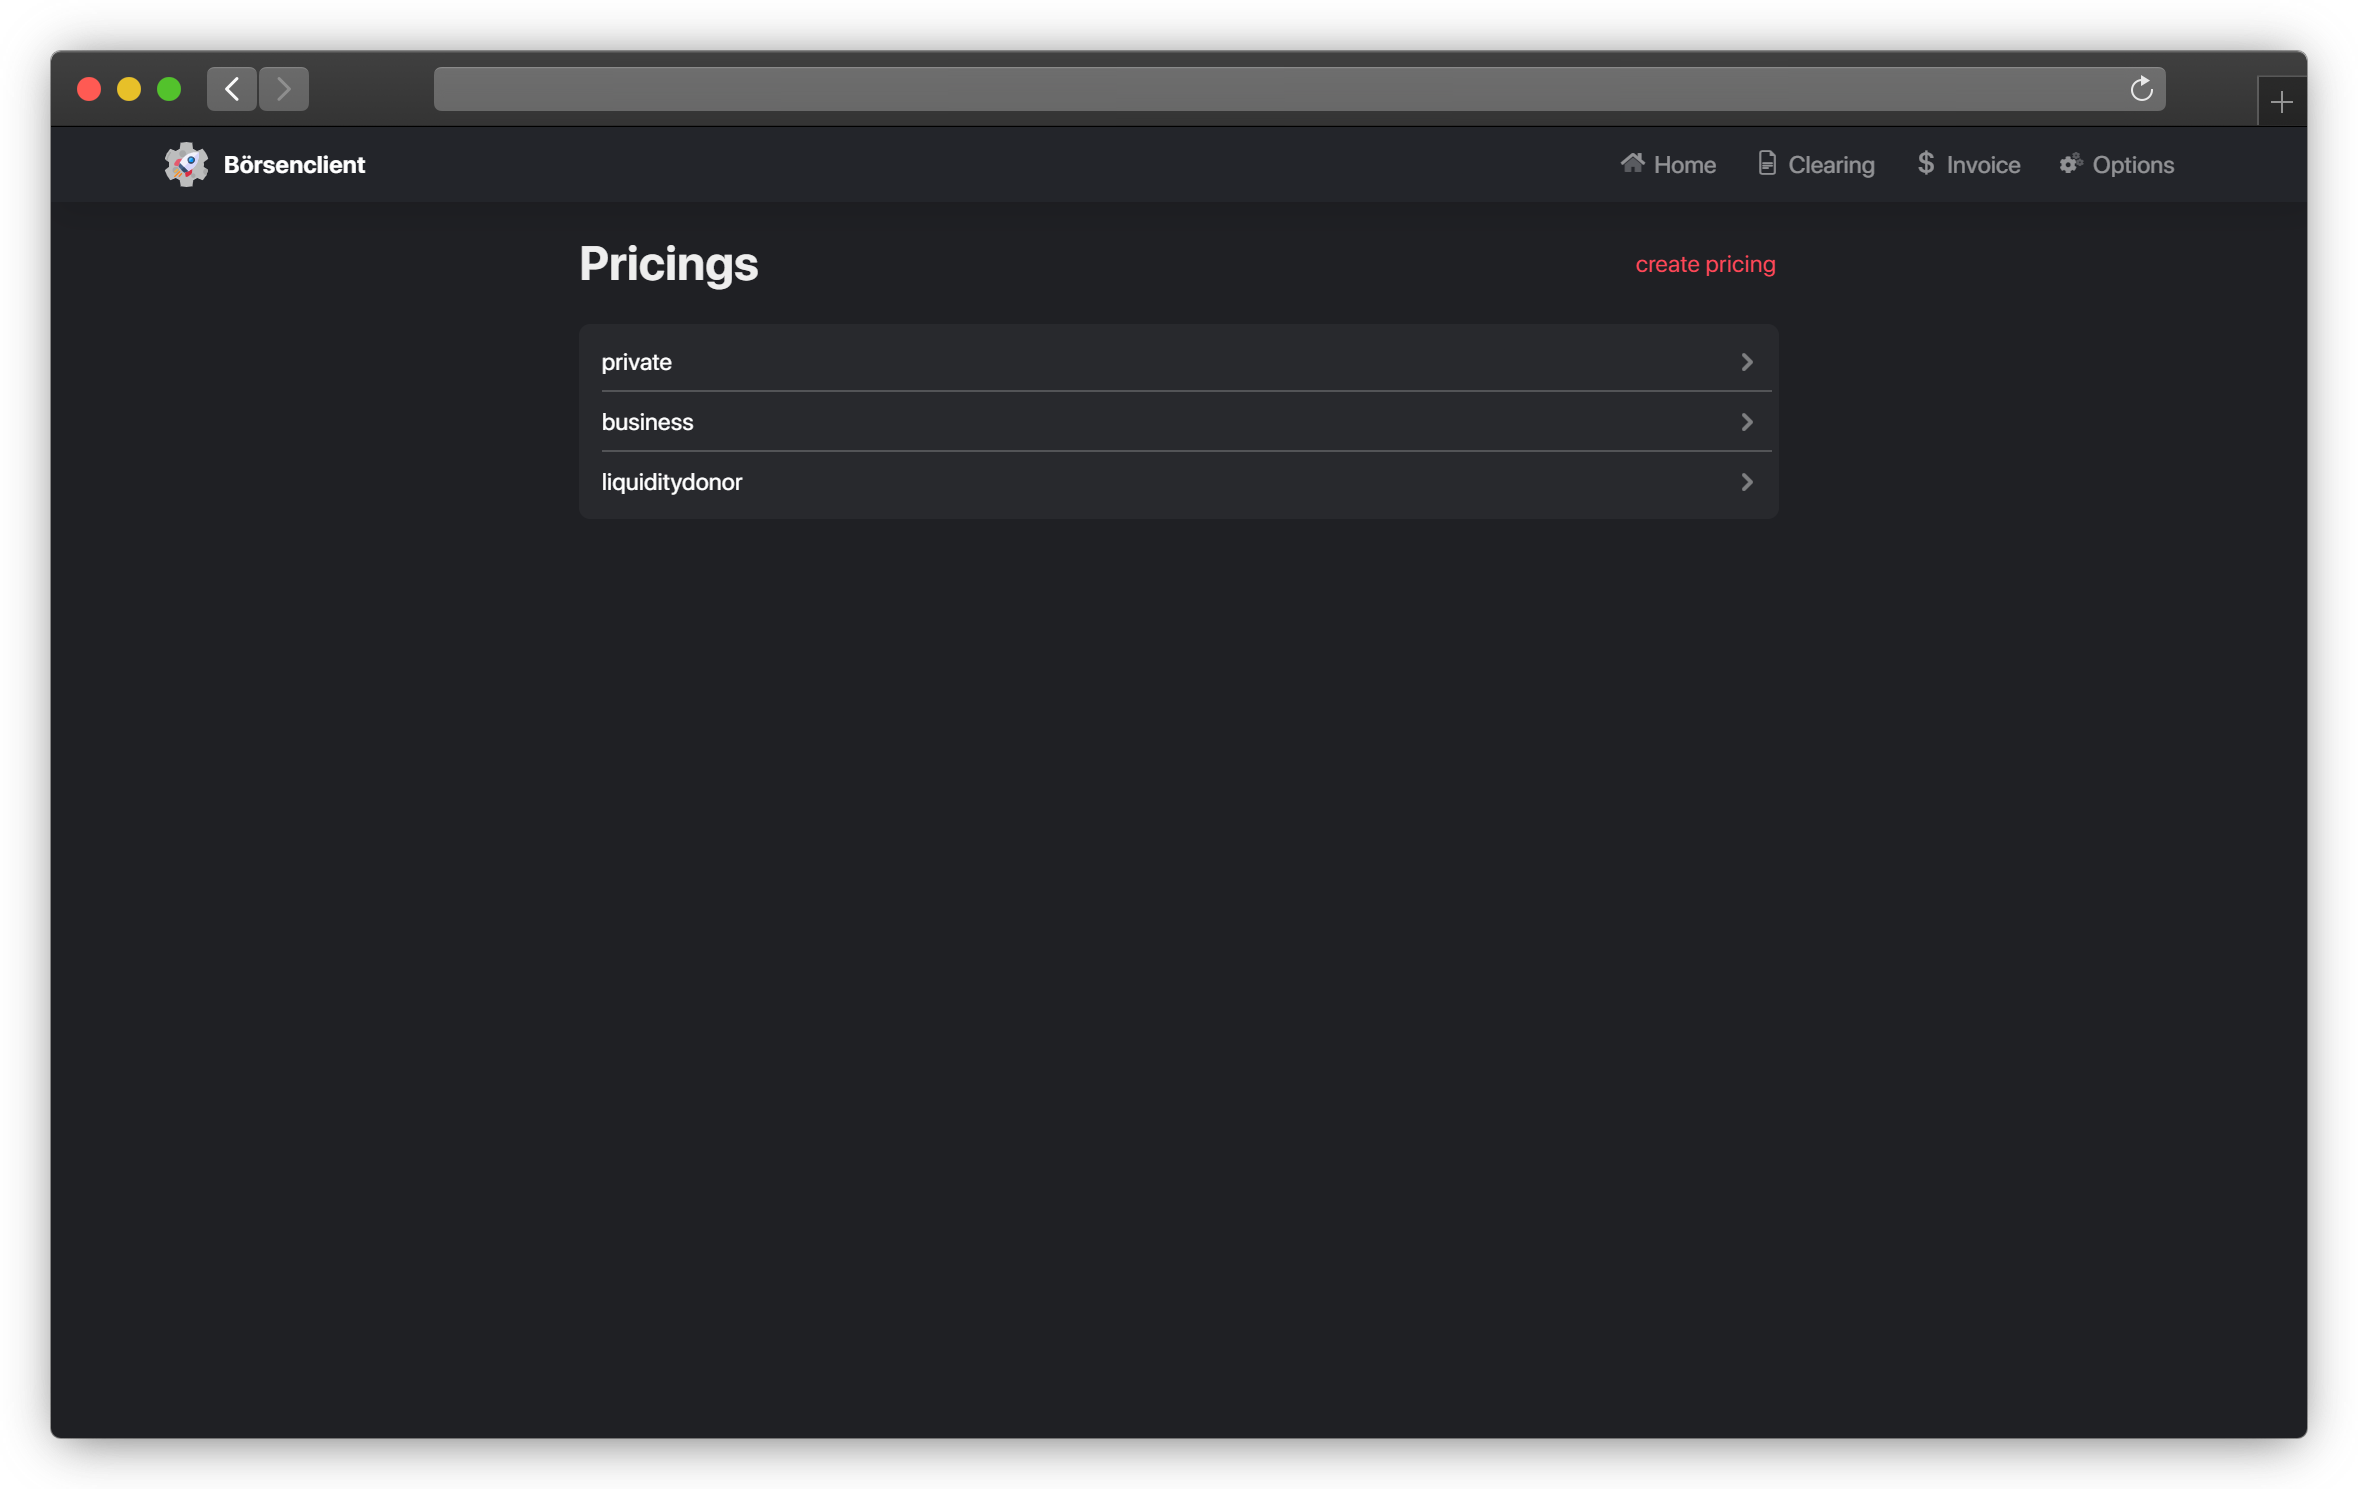 Börsenclient
Home
Clearing
Invoice
Options
Pricings
create pricing
private
business
liquiditydonor